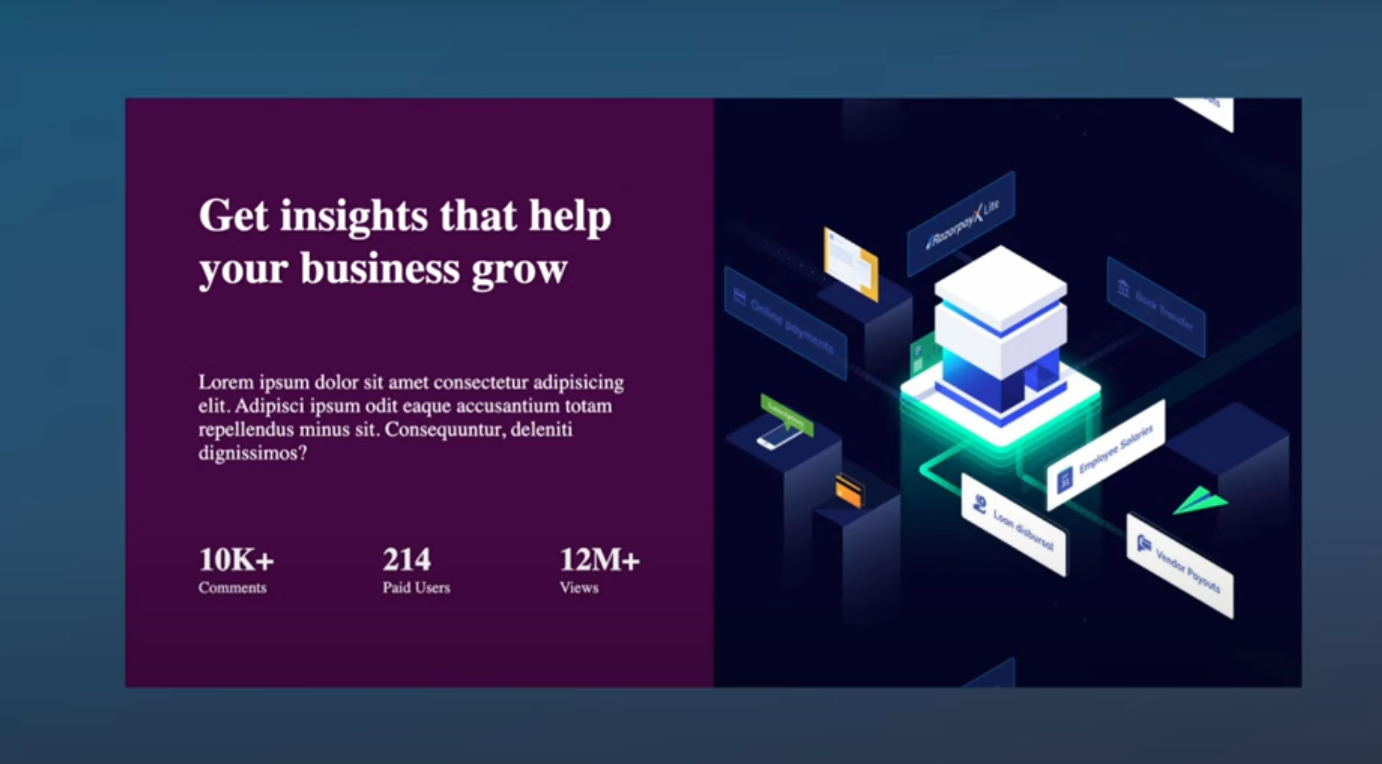 Get insights that help
your business grow
Lorem ipsum dolor sit amet consectetur adipisicing
elit. Adipisci ipsum odit eaque accusantium totam
repellendus minus sit. Consequuntur, deleniti
dignissimos?
10K+
Comments
214
Paid Users
12M+
Views
RazorpayX Lite
Online payments
Bank Transfer
Employee Salaries
31
Loan disbursal
Vendor Payouts